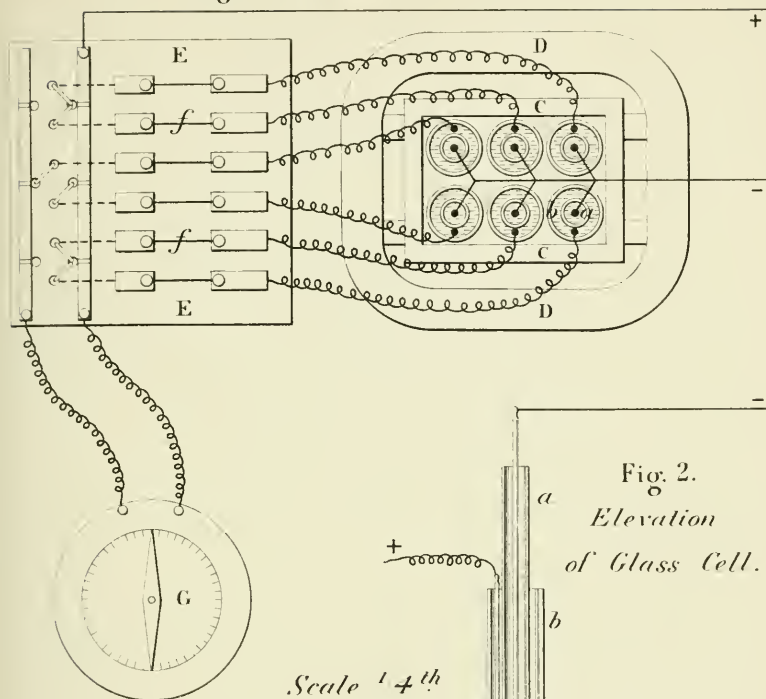 +
E
D
f
C
−
b a
f
C
E
D
−
Fig. 2.
a
Elevation
of Glass Cell.
+
b
G
Scale 1/4th